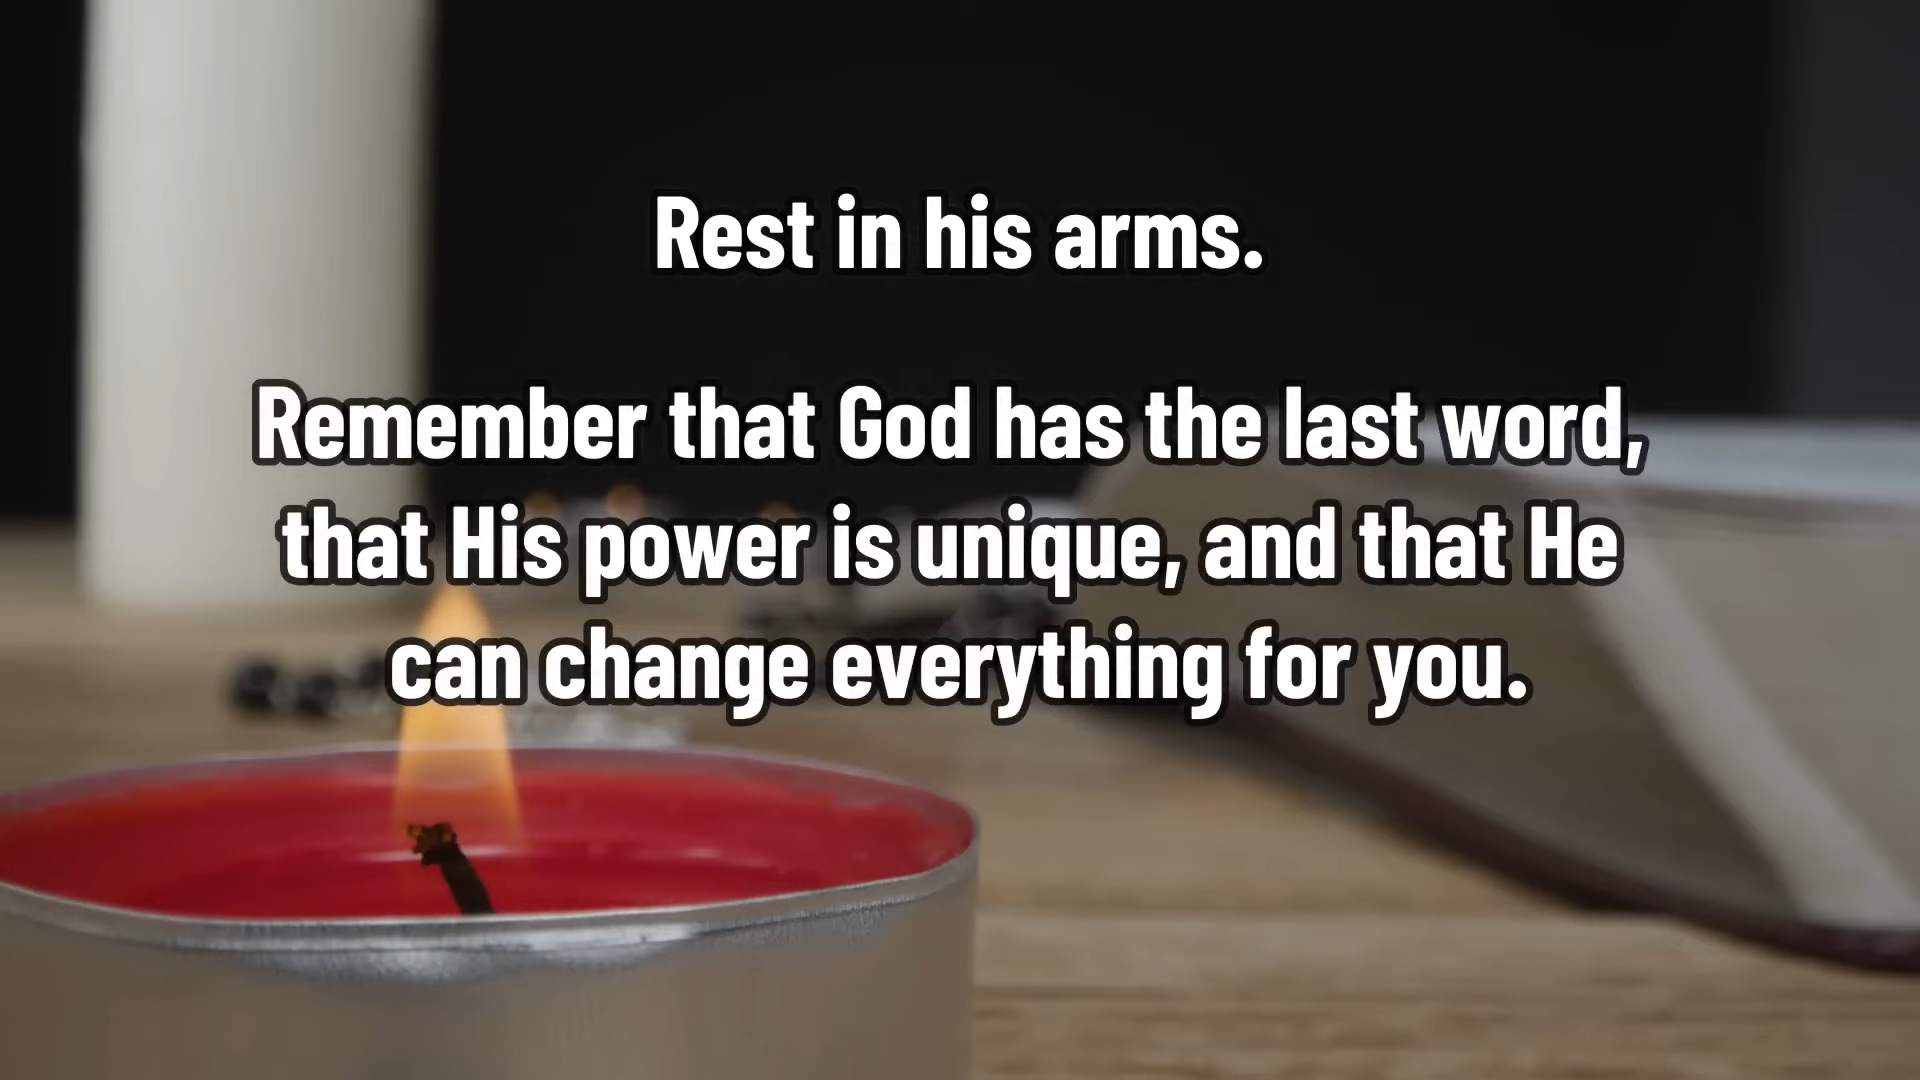 Rest in his arms.
Remember that God has the last word,
that His power is unique, and that He
can change everything for you.